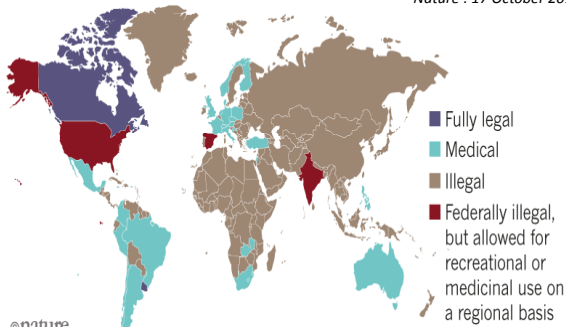 Nature : 17 October 20
Fully legal
Medical
Illegal
Federally illegal,
but allowed for
recreational or
medicinal use on
a regional basis
©nature